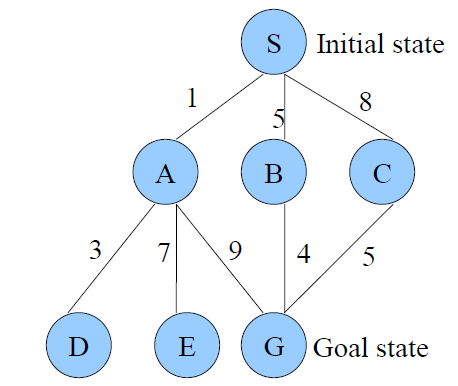 S Initial state
1 5 8
A B C
3 7 9 4 5
D E G Goal state